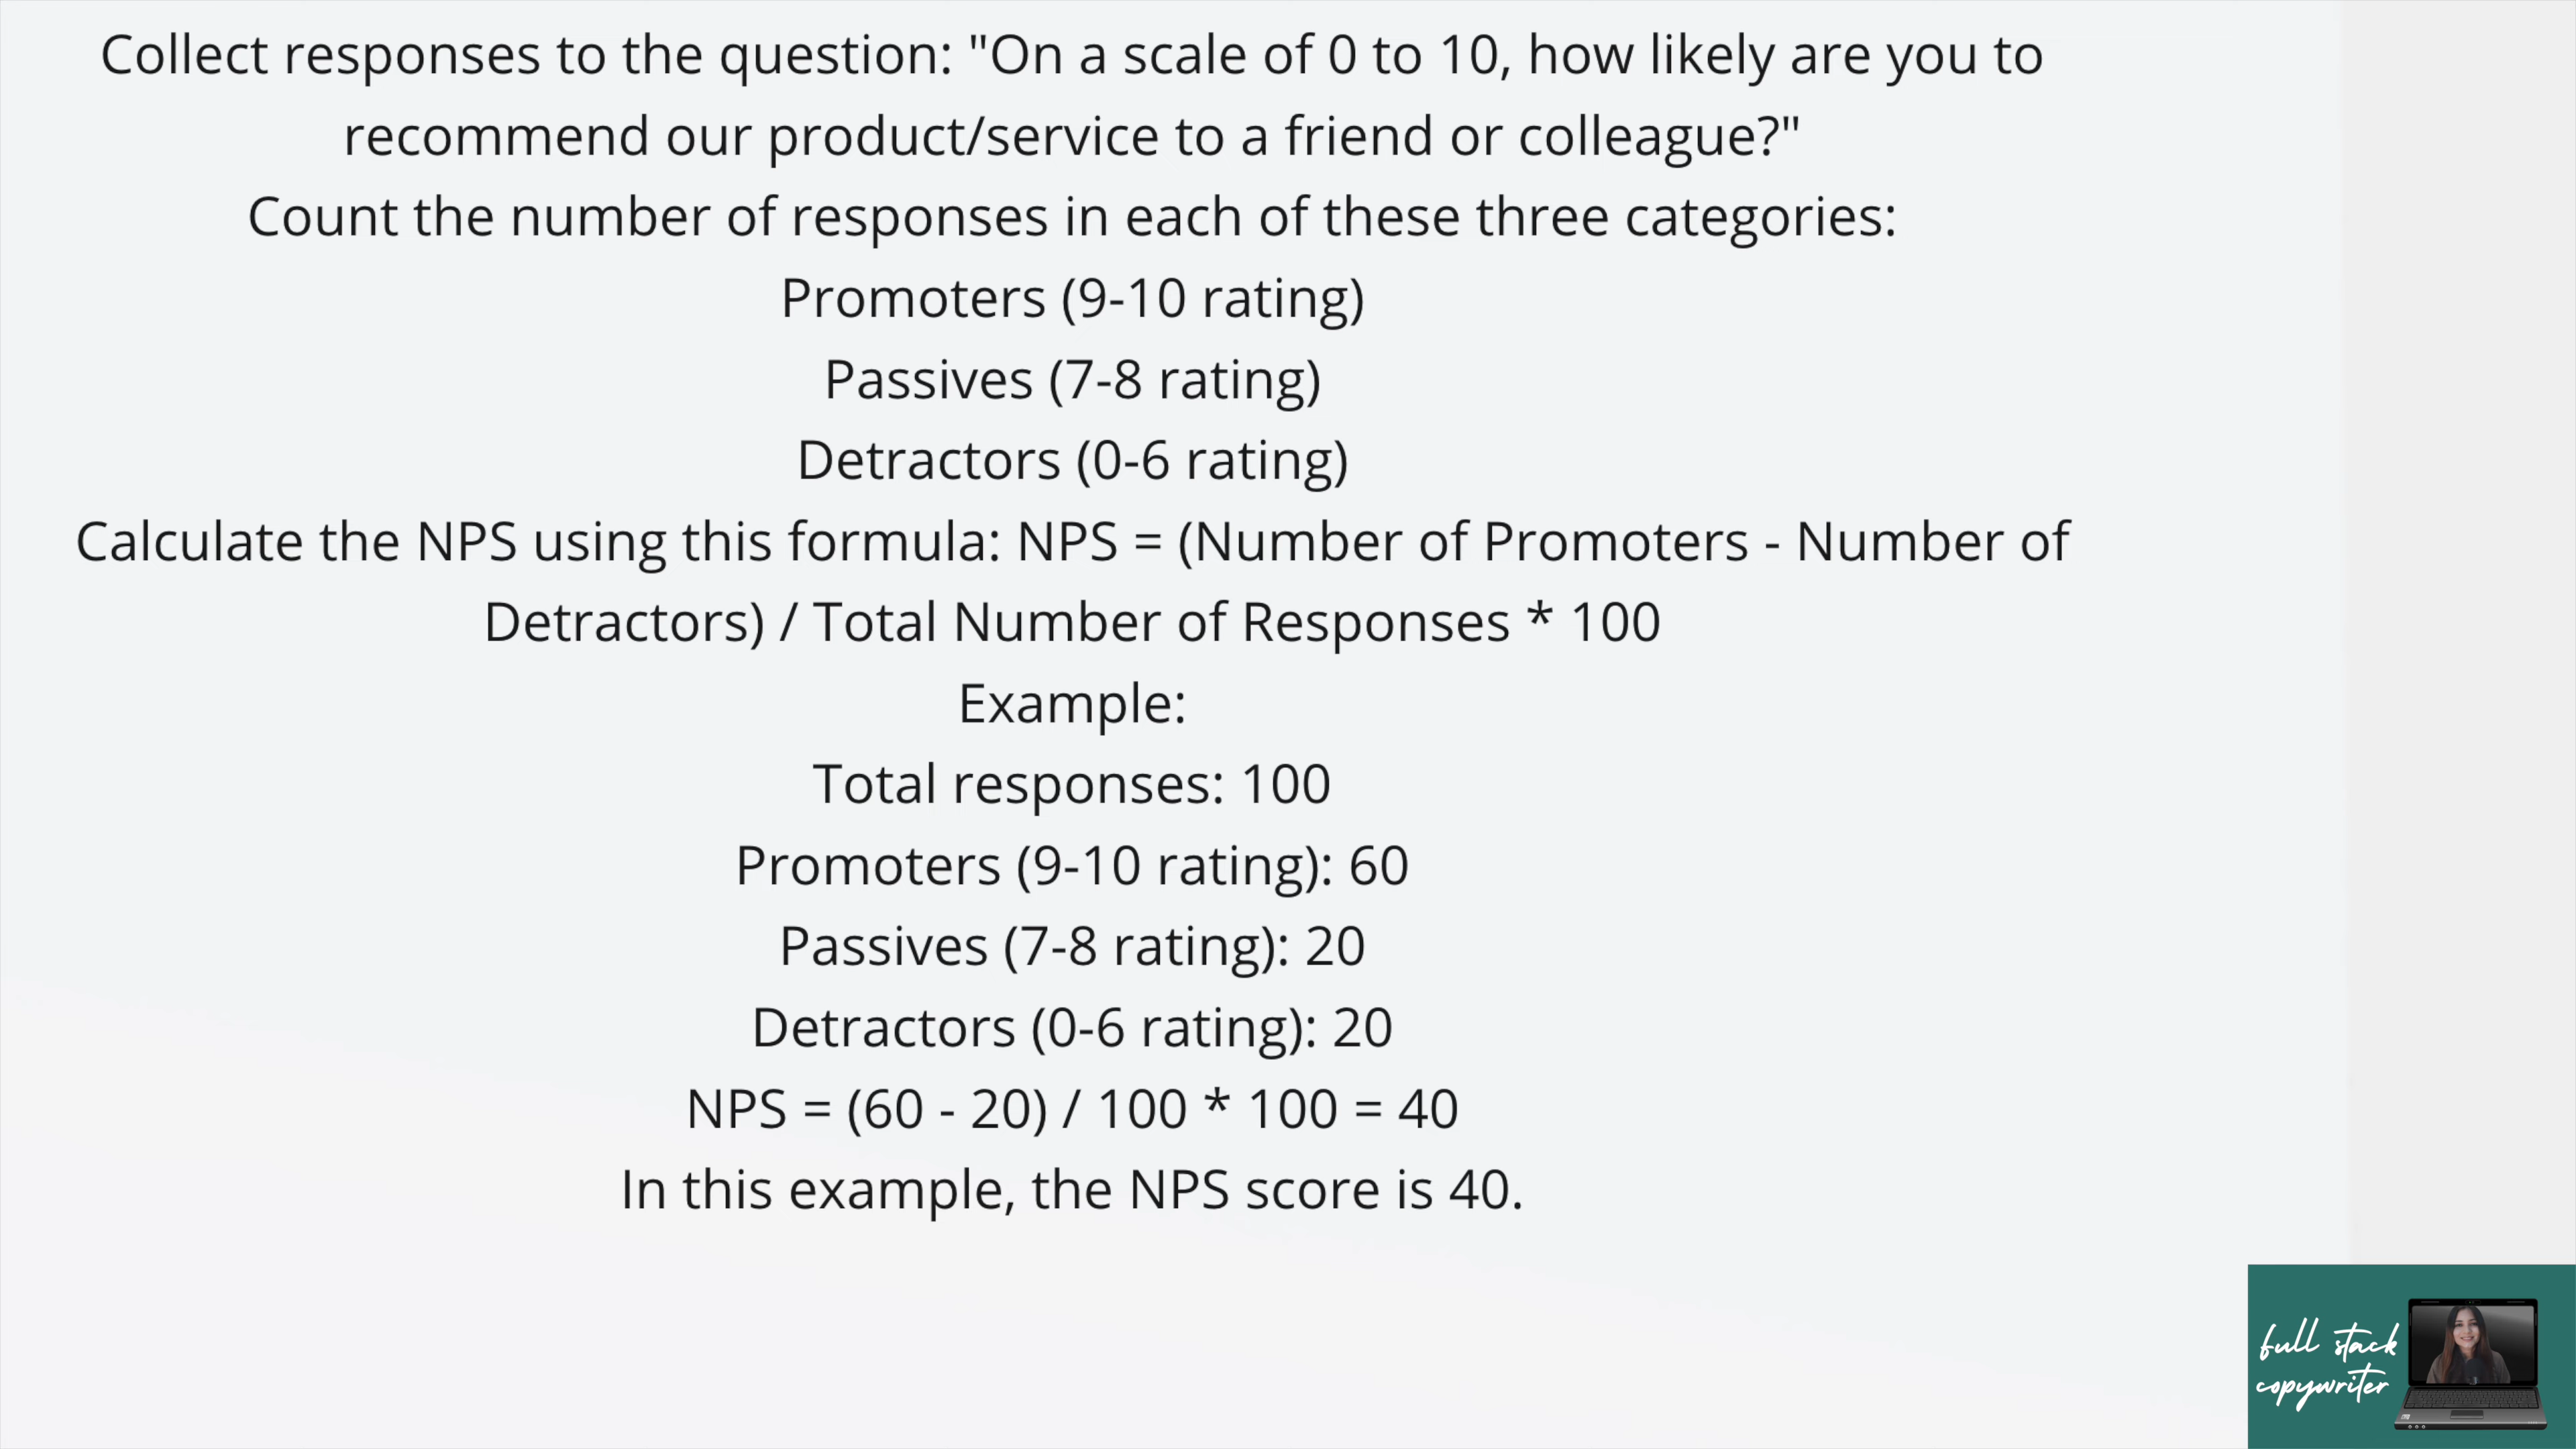 Collect responses to the question: "On a scale of 0 to 10, how likely are you to
recommend our product/service to a friend or colleague?"
Count the number of responses in each of these three categories:
Promoters (9-10 rating)
Passives (7-8 rating)
Detractors (0-6 rating)
Calculate the NPS using this formula: NPS = (Number of Promoters - Number of
Detractors) / Total Number of Responses * 100
Example:
Total responses: 100
Promoters (9-10 rating): 60
Passives (7-8 rating): 20
Detractors (0-6 rating): 20
NPS = (60 - 20) / 100 * 100 = 40
In this example, the NPS score is 40.
full stack
copywriter